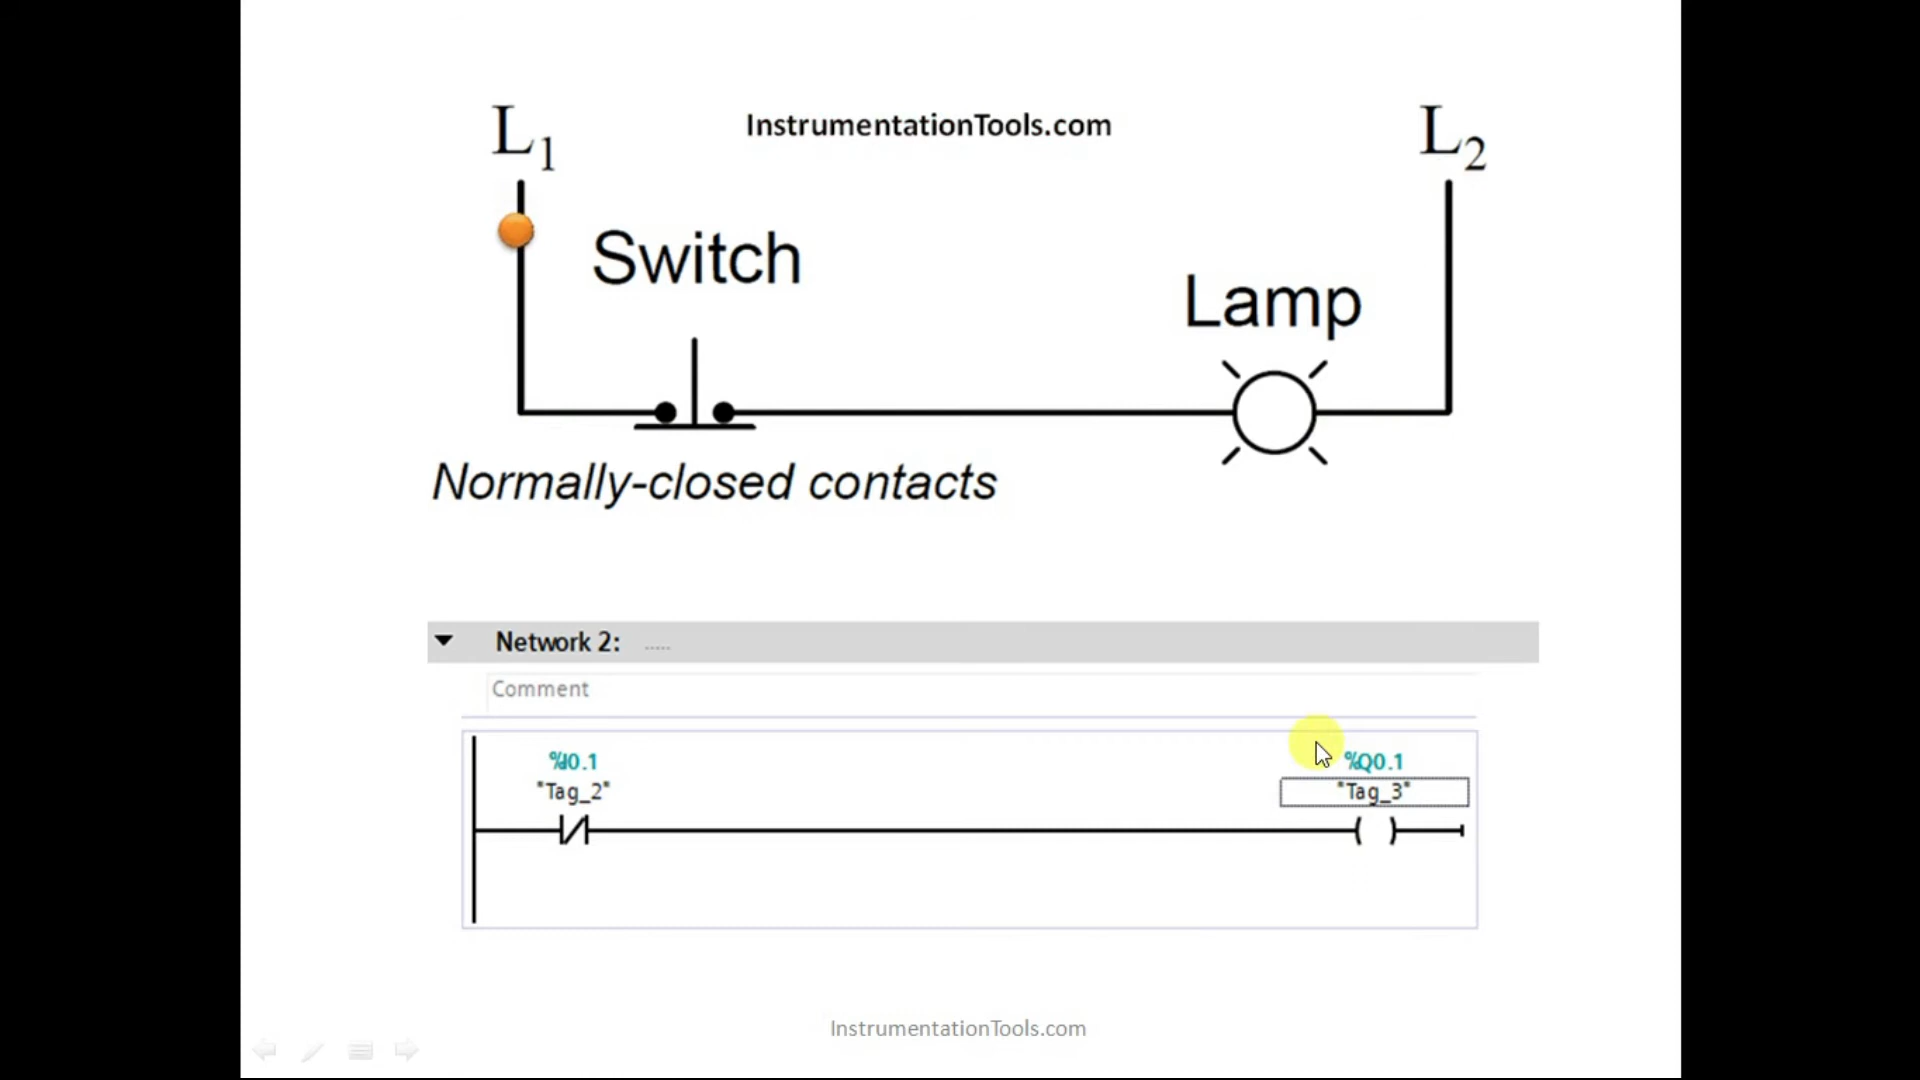 L1
InstrumentationTools.com
L2
Switch
Lamp
Normally-closed contacts
Network 2: .....
Comment
%I0.1
%Q0.1
"Tag_2"
"Tag_3"
InstrumentationTools.com